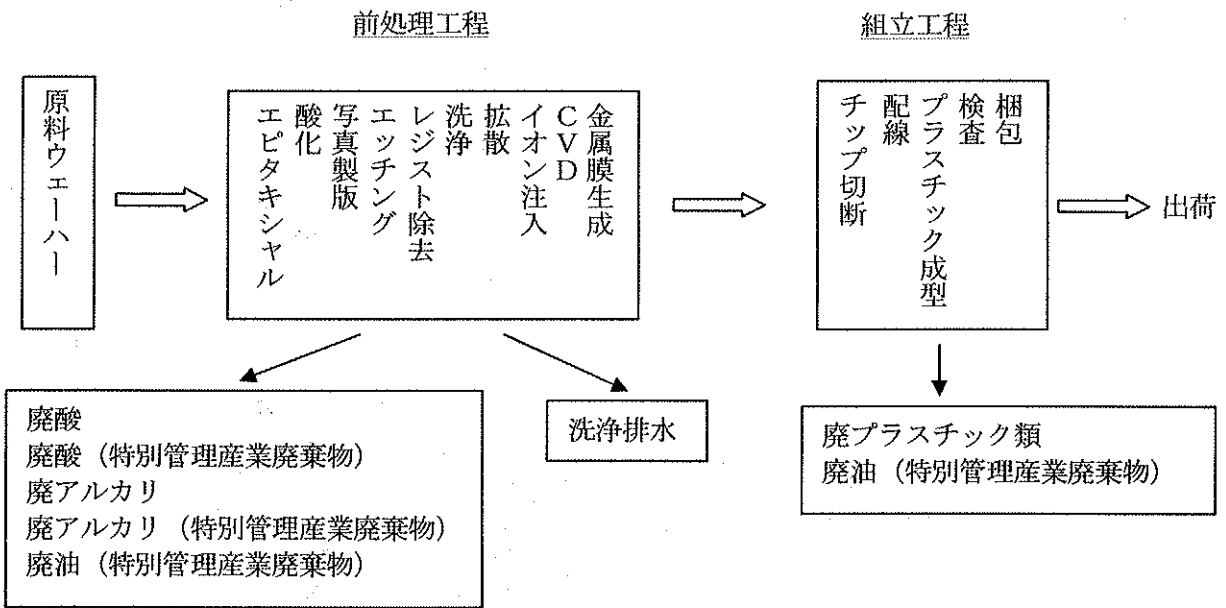 前処理工程
組立工程
原料ウェーハー
エピタキシャル
酸化
写真製版
エッチング
レジスト除去
洗浄
拡散
イオン注入
CVD
金属膜生成
チップ切断
配線
プラスチック成型
検査
梱包
出荷
廃酸
廃酸（特別管理産業廃棄物）
廃アルカリ
廃アルカリ（特別管理産業廃棄物）
廃油（特別管理産業廃棄物）
洗浄排水
廃プラスチック類
廃油（特別管理産業廃棄物）